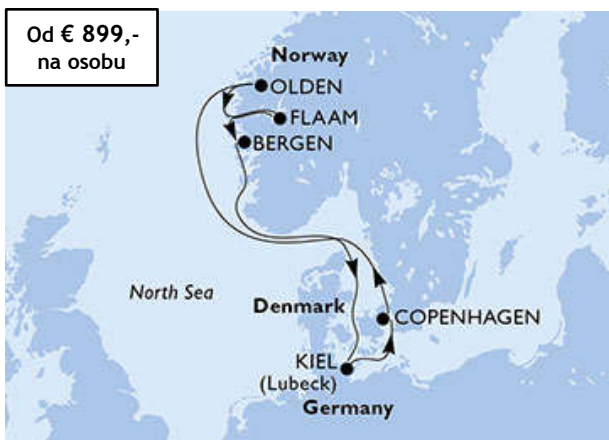 Od € 899,-
na osobu
Norway
OLDEN
FLAAM
BERGEN
North Sea
Denmark
COPENHAGEN
KIEL
(Lubeck)
Germany